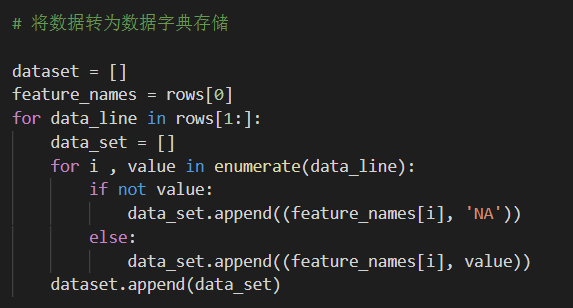 # 将数据转为数据字典存储
dataset = []
feature_names = rows[0]
for data_line in rows[1:]:
    data_set = []
    for i , value in enumerate(data_line):
        if not value:
            data_set.append((feature_names[i], 'NA'))
        else:
            data_set.append((feature_names[i], value))
    dataset.append(data_set)